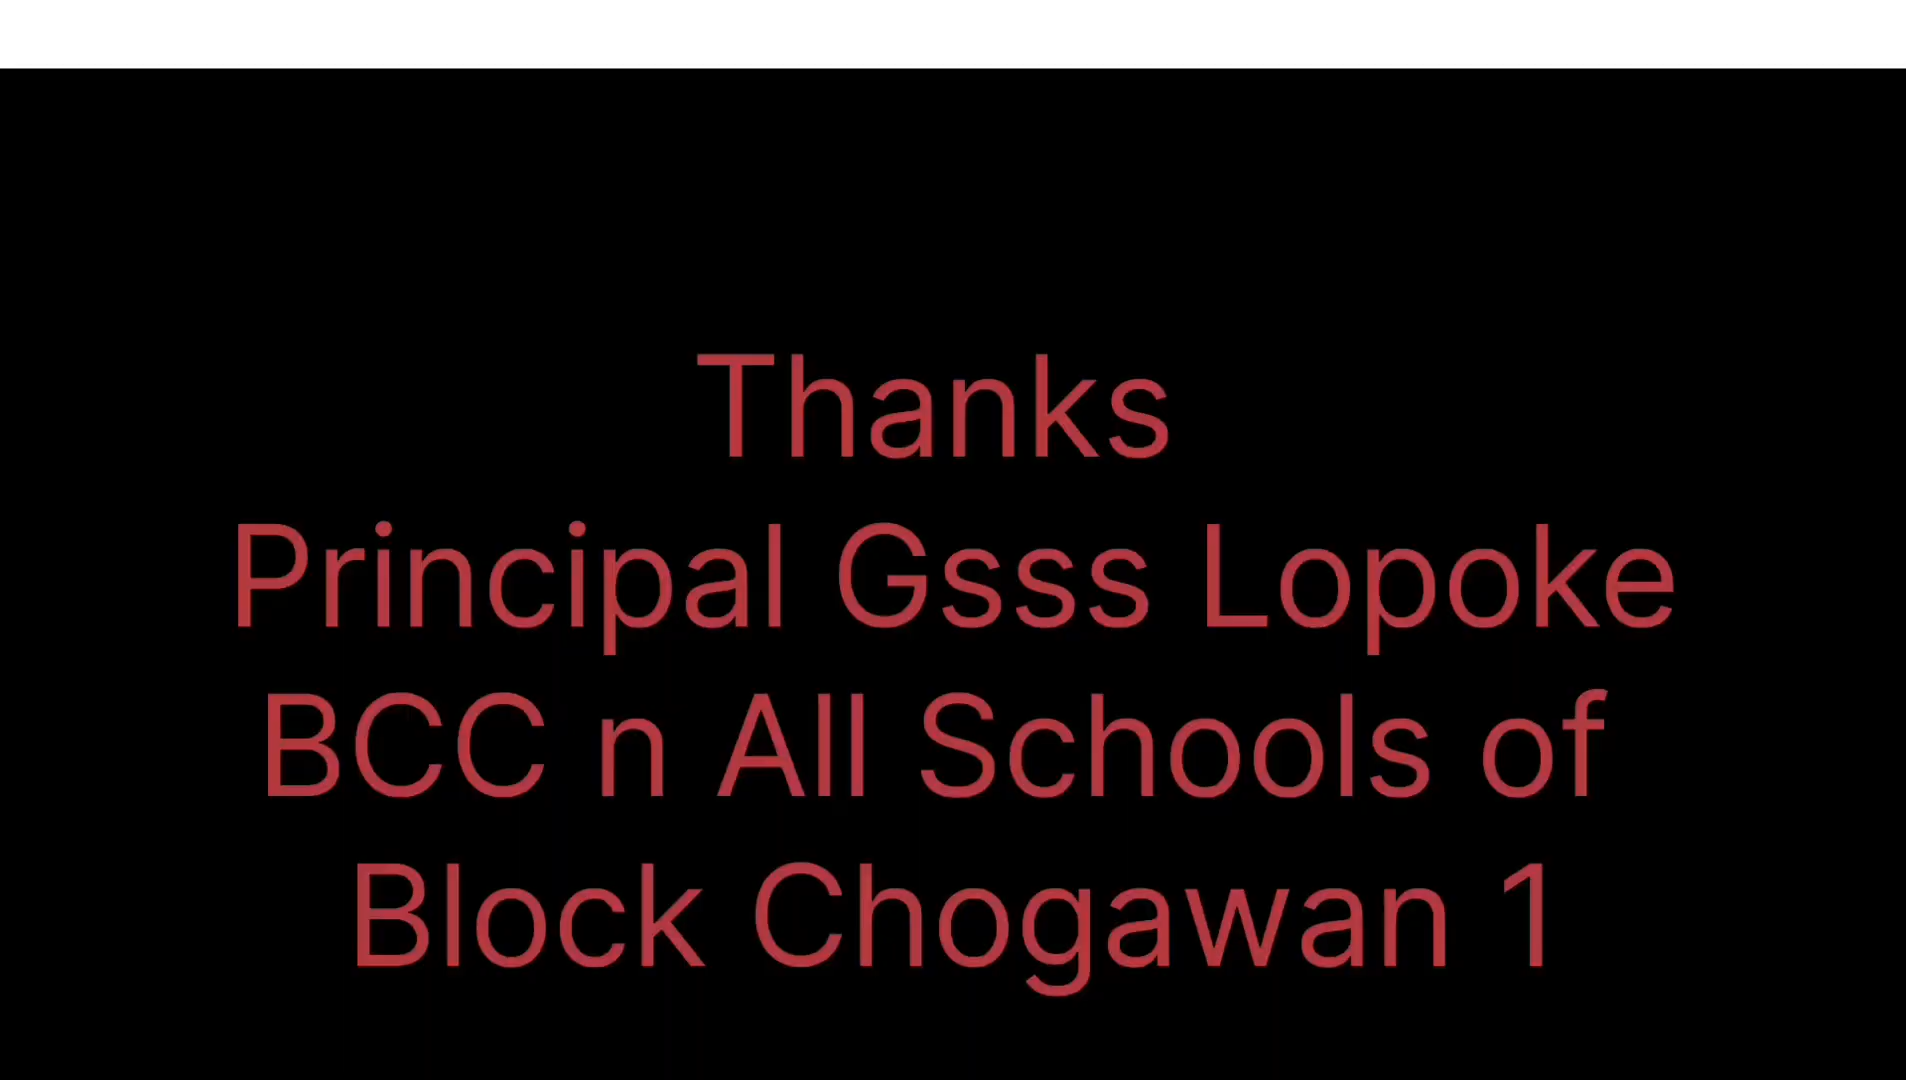 Thanks
Principal Gsss Lopoke
BCC n All Schools of
Block Chogawan 1